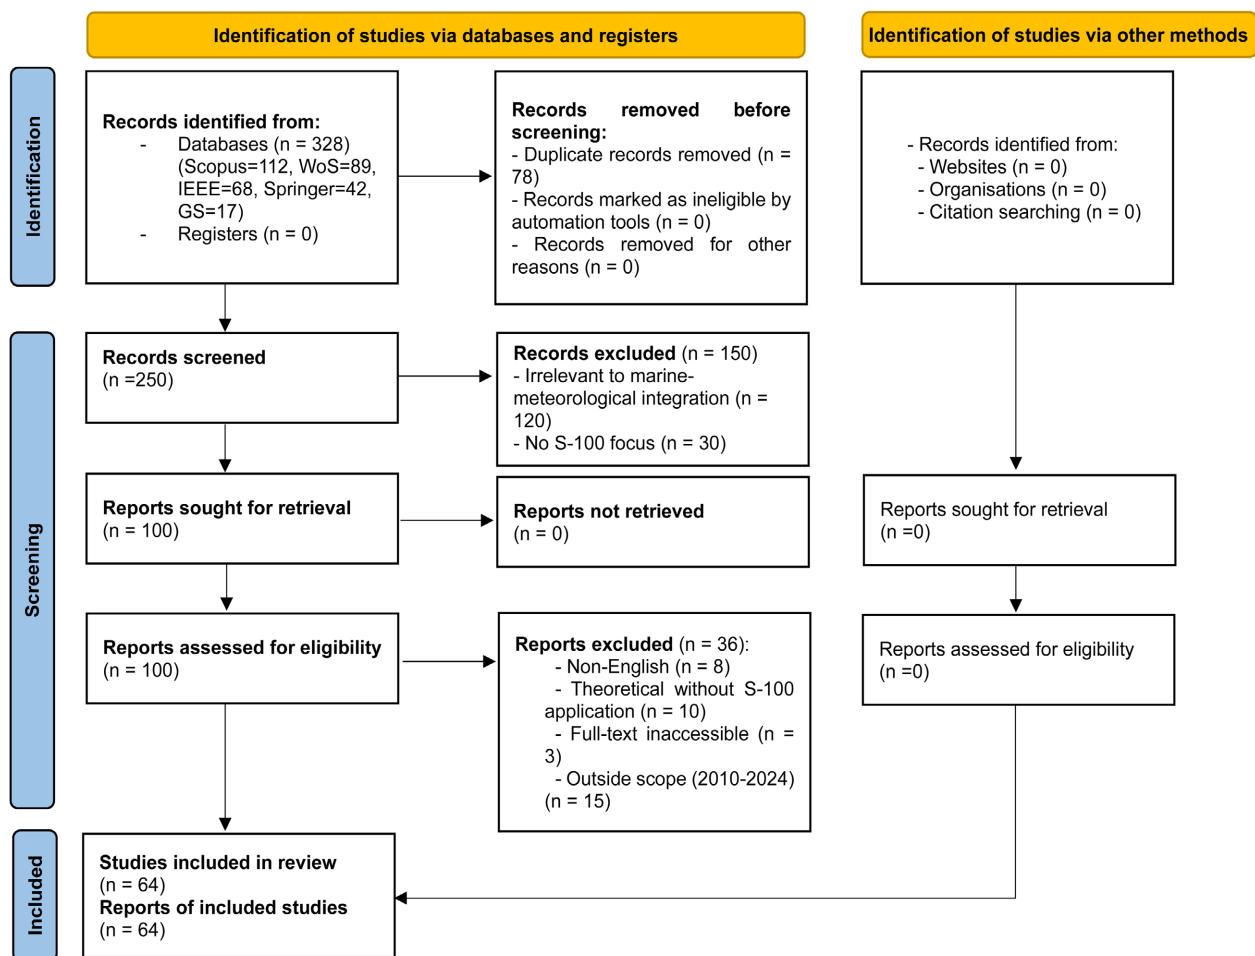 Identification of studies via databases and registers
Identification of studies via other methods
Identification
Records identified from:
- Databases (n = 328)
(Scopus=112, WoS=89,
IEEE=68, Springer=42,
GS=17)
- Registers (n = 0)
Records removed before
screening:
- Duplicate records removed (n =
78)
- Records marked as ineligible by
automation tools (n = 0)
- Records removed for other
reasons (n = 0)
- Records identified from:
- Websites (n = 0)
- Organisations (n = 0)
- Citation searching (n = 0)
Screening
Records screened
(n =250)
Records excluded (n = 150)
- Irrelevant to marine-
meteorological integration (n =
120)
- No S-100 focus (n = 30)
Reports sought for retrieval
(n = 100)
Reports not retrieved
(n = 0)
Reports sought for retrieval
(n =0)
Reports assessed for eligibility
(n = 100)
Reports excluded (n = 36):
- Non-English (n = 8)
- Theoretical without S-100
application (n = 10)
- Full-text inaccessible (n =
3)
- Outside scope (2010-2024)
(n = 15)
Reports assessed for eligibility
(n =0)
Included
Studies included in review
(n = 64)
Reports of included studies
(n = 64)